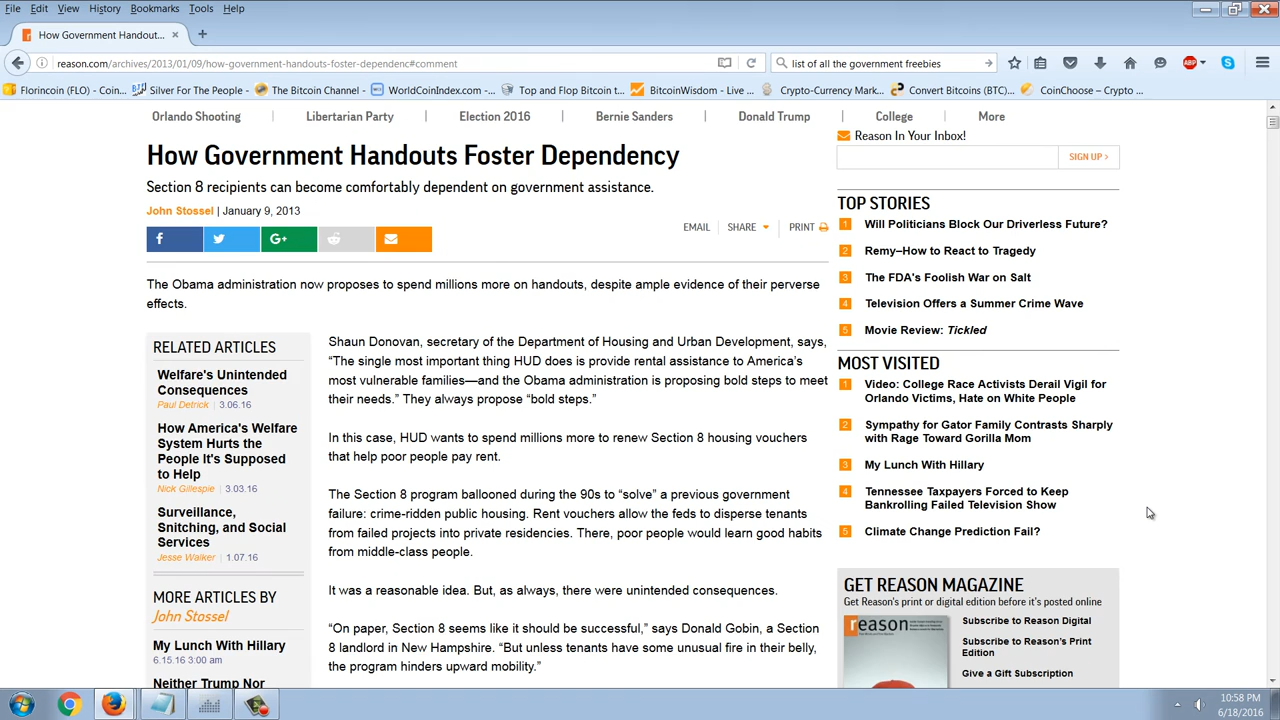 File Edit View History Bookmarks Tools Help
How Government Handout...
reason.com/archives/2013/01/09/how-government-handouts-foster-dependenc#comment
list of all the government freebies
Florincoin (FLO) - Coin...
Silver For The People - ...
The Bitcoin Channel - ...
WorldCoinIndex.com -...
Top and Flop Bitcoin t...
BitcoinWisdom - Live ...
Crypto-Currency Mark...
Convert Bitcoins (BTC)...
CoinChoose – Crypto ...
Orlando Shooting | Libertarian Party | Election 2016 | Bernie Sanders | Donald Trump | College | More
How Government Handouts Foster Dependency
Section 8 recipients can become comfortably dependent on government assistance.
John Stossel | January 9, 2013
EMAIL SHARE PRINT
The Obama administration now proposes to spend millions more on handouts, despite ample evidence of their perverse
effects.
RELATED ARTICLES
Welfare's Unintended
Consequences
Paul Detrick | 3.06.16
How America's Welfare
System Hurts the
People It's Supposed
to Help
Nick Gillespie | 3.03.16
Surveillance,
Snitching, and Social
Services
Jesse Walker | 1.07.16
MORE ARTICLES BY
John Stossel
My Lunch With Hillary
6.15.16 3:00 am
Neither Trump Nor
Shaun Donovan, secretary of the Department of Housing and Urban Development, says,
“The single most important thing HUD does is provide rental assistance to America’s
most vulnerable families—and the Obama administration is proposing bold steps to meet
their needs.” They always propose “bold steps.”
In this case, HUD wants to spend millions more to renew Section 8 housing vouchers
that help poor people pay rent.
The Section 8 program ballooned during the 90s to “solve” a previous government
failure: crime-ridden public housing. Rent vouchers allow the feds to disperse tenants
from failed projects into private residencies. There, poor people would learn good habits
from middle-class people.
It was a reasonable idea. But, as always, there were unintended consequences.
“On paper, Section 8 seems like it should be successful,” says Donald Gobin, a Section
8 landlord in New Hampshire. “But unless tenants have some unusual fire in their belly,
the program hinders upward mobility.”
Reason In Your Inbox!
SIGN UP >
TOP STORIES
1 Will Politicians Block Our Driverless Future?
2 Remy–How to React to Tragedy
3 The FDA's Foolish War on Salt
4 Television Offers a Summer Crime Wave
5 Movie Review: Tickled
MOST VISITED
1 Video: College Race Activists Derail Vigil for
Orlando Victims, Hate on White People
2 Sympathy for Gator Family Contrasts Sharply
with Rage Toward Gorilla Mom
3 My Lunch With Hillary
4 Tennessee Taxpayers Forced to Keep
Bankrolling Failed Television Show
5 Climate Change Prediction Fail?
GET REASON MAGAZINE
Get Reason's print or digital edition before it's posted online
reason
Subscribe to Reason Digital
Subscribe to Reason's Print
Edition
Give a Gift Subscription
10:58 PM
6/18/2016